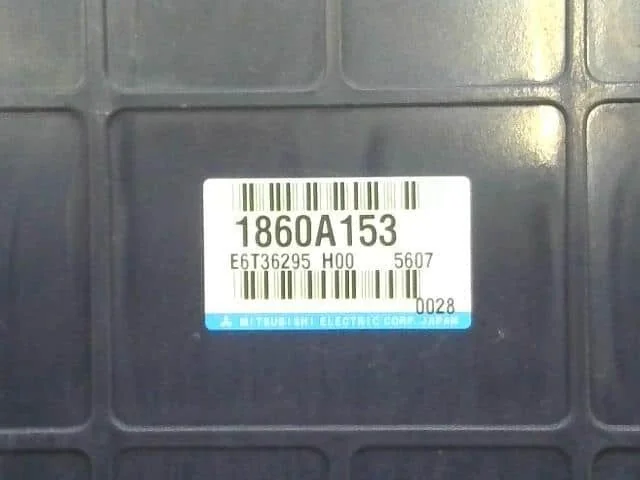 1860A153
E6T36295 H00 5607
0028
MITSUBISHI ELECTRIC CORP. JAPAN